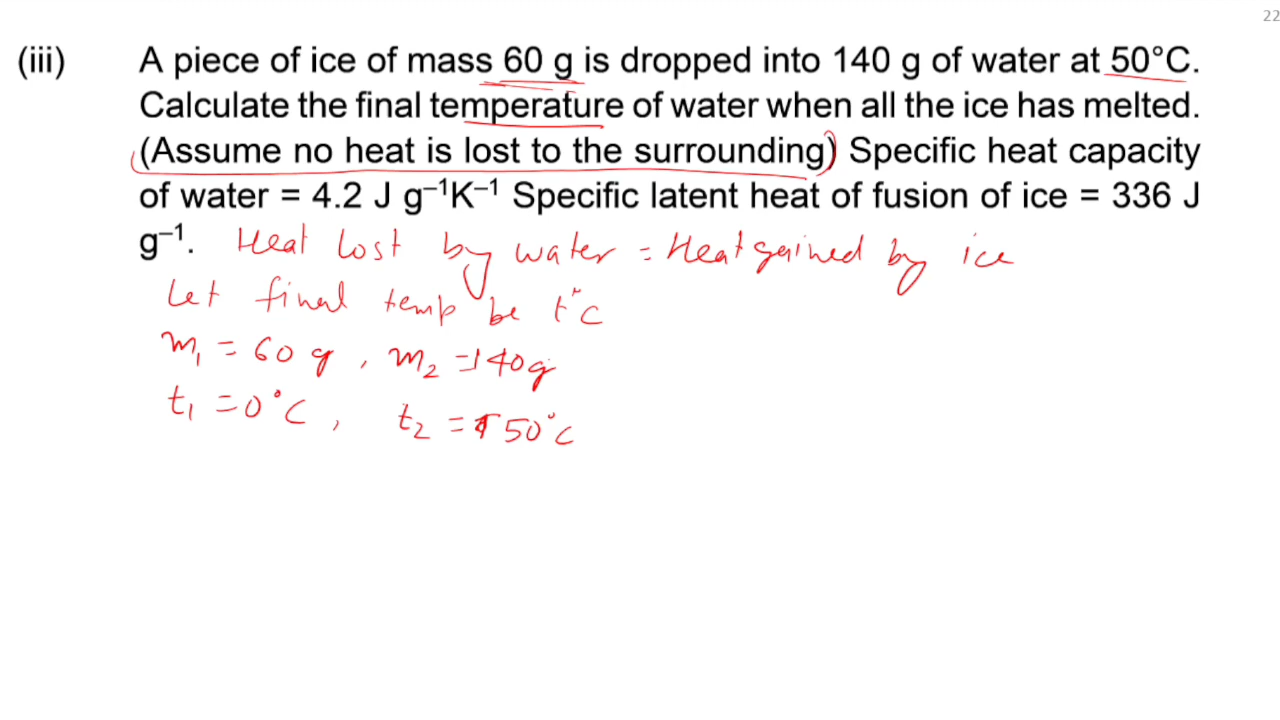 22
(iii) A piece of ice of mass 60 g is dropped into 140 g of water at 50°C.
Calculate the final temperature of water when all the ice has melted.
(Assume no heat is lost to the surrounding) Specific heat capacity
of water = 4.2 J g⁻¹K⁻¹ Specific latent heat of fusion of ice = 336 J
g⁻¹. Heat lost by water = Heat gained by ice
Let final temp be t°C
m₁ = 60 g, m₂ = 140g
t₁ = 0°C, t₂ = 50°C